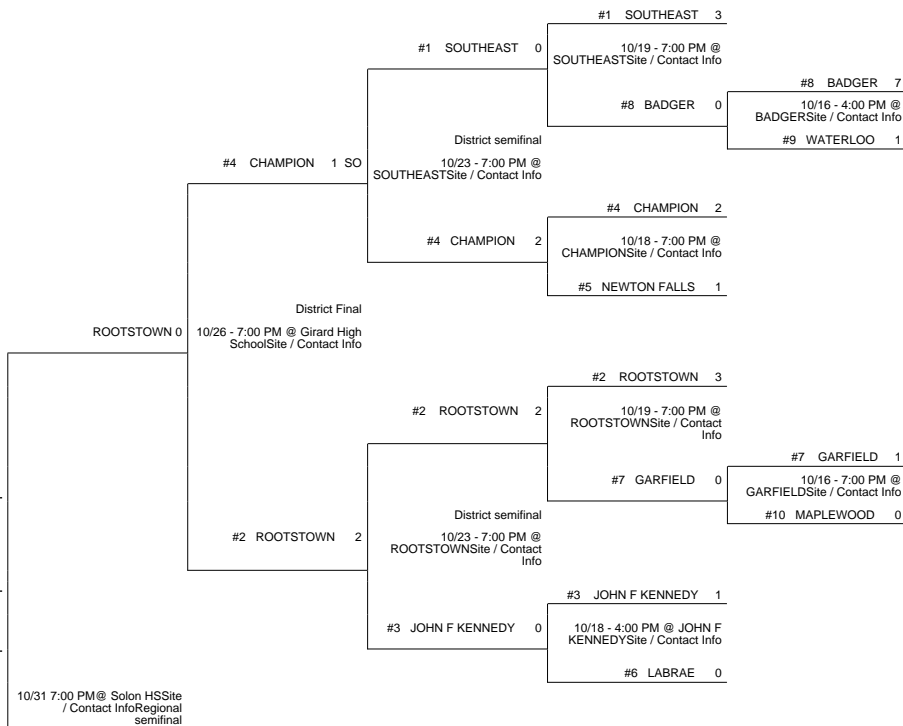 #1 SOUTHEAST 3
#1 SOUTHEAST 0
10/19 - 7:00 PM @
SOUTHEASTSite / Contact Info
#8 BADGER 7
#8 BADGER 0
10/16 - 4:00 PM @
BADGERSite / Contact Info
#9 WATERLOO 1
District semifinal
#4 CHAMPION 1 SO
10/23 - 7:00 PM @
SOUTHEASTSite / Contact Info
#4 CHAMPION 2
#4 CHAMPION 2
10/18 - 7:00 PM @
CHAMPIONSite / Contact Info
#5 NEWTON FALLS 1
District Final
ROOTSTOWN 0
10/26 - 7:00 PM @ Girard High
SchoolSite / Contact Info
#2 ROOTSTOWN 3
#2 ROOTSTOWN 2
10/19 - 7:00 PM @
ROOTSTOWNSite / Contact
Info
#7 GARFIELD 1
#7 GARFIELD 0
10/16 - 7:00 PM @
GARFIELDSite / Contact Info
#10 MAPLEWOOD 0
District semifinal
#2 ROOTSTOWN 2
10/23 - 7:00 PM @
ROOTSTOWNSite / Contact
Info
#3 JOHN F KENNEDY 1
#3 JOHN F KENNEDY 0
10/18 - 4:00 PM @ JOHN F
KENNEDYSite / Contact Info
#6 LABRAE 0
10/31 7:00 PM@ Solon HSSite
/ Contact InfoRegional
semifinal